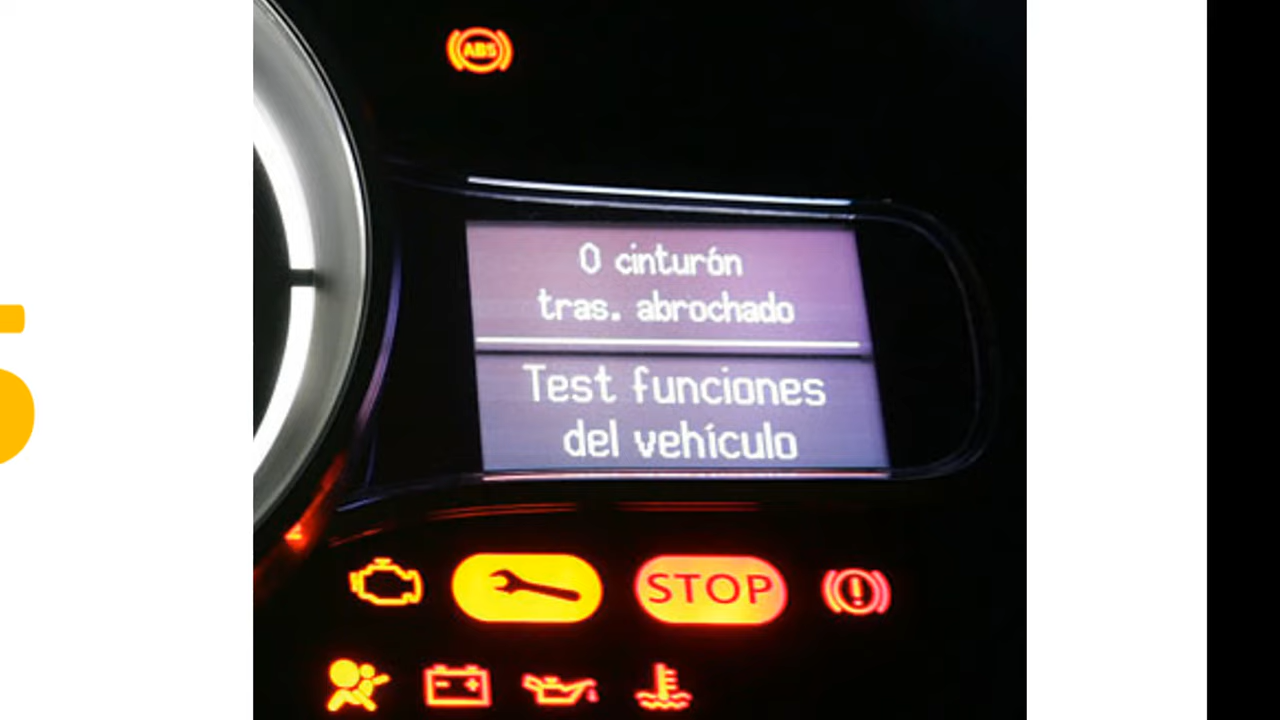 ABS
0 cinturón
tras. abrochado
Test funciones
del vehículo
STOP